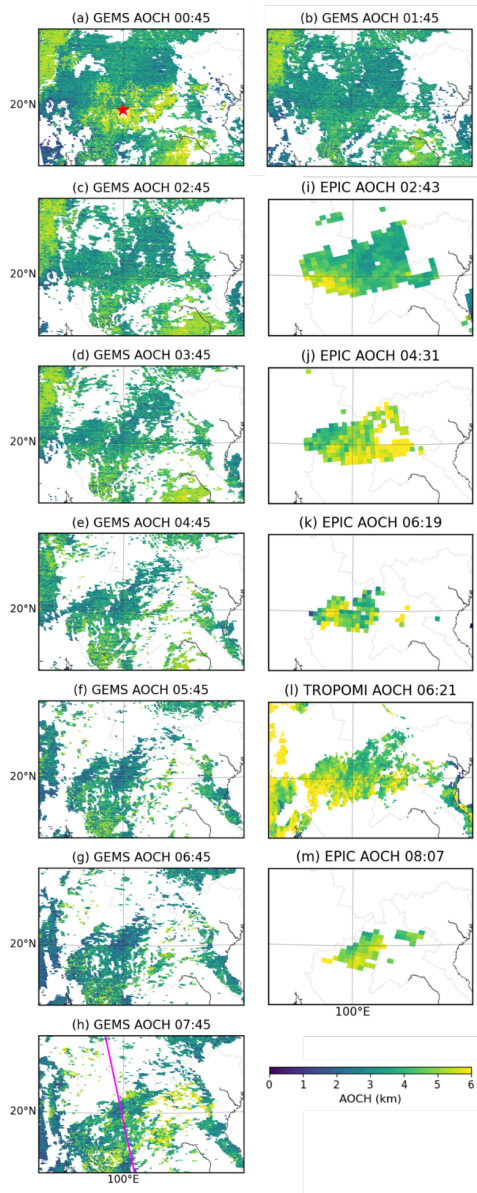 (a) GEMS AOCH 00:45
(b) GEMS AOCH 01:45
20°N
(c) GEMS AOCH 02:45
(i) EPIC AOCH 02:43
20°N
(d) GEMS AOCH 03:45
(j) EPIC AOCH 04:31
20°N
(e) GEMS AOCH 04:45
(k) EPIC AOCH 06:19
20°N
(f) GEMS AOCH 05:45
(l) TROPOMI AOCH 06:21
20°N
(g) GEMS AOCH 06:45
(m) EPIC AOCH 08:07
20°N
100°E
(h) GEMS AOCH 07:45
20°N
100°E
0 1 2 3 4 5 6
AOCH (km)